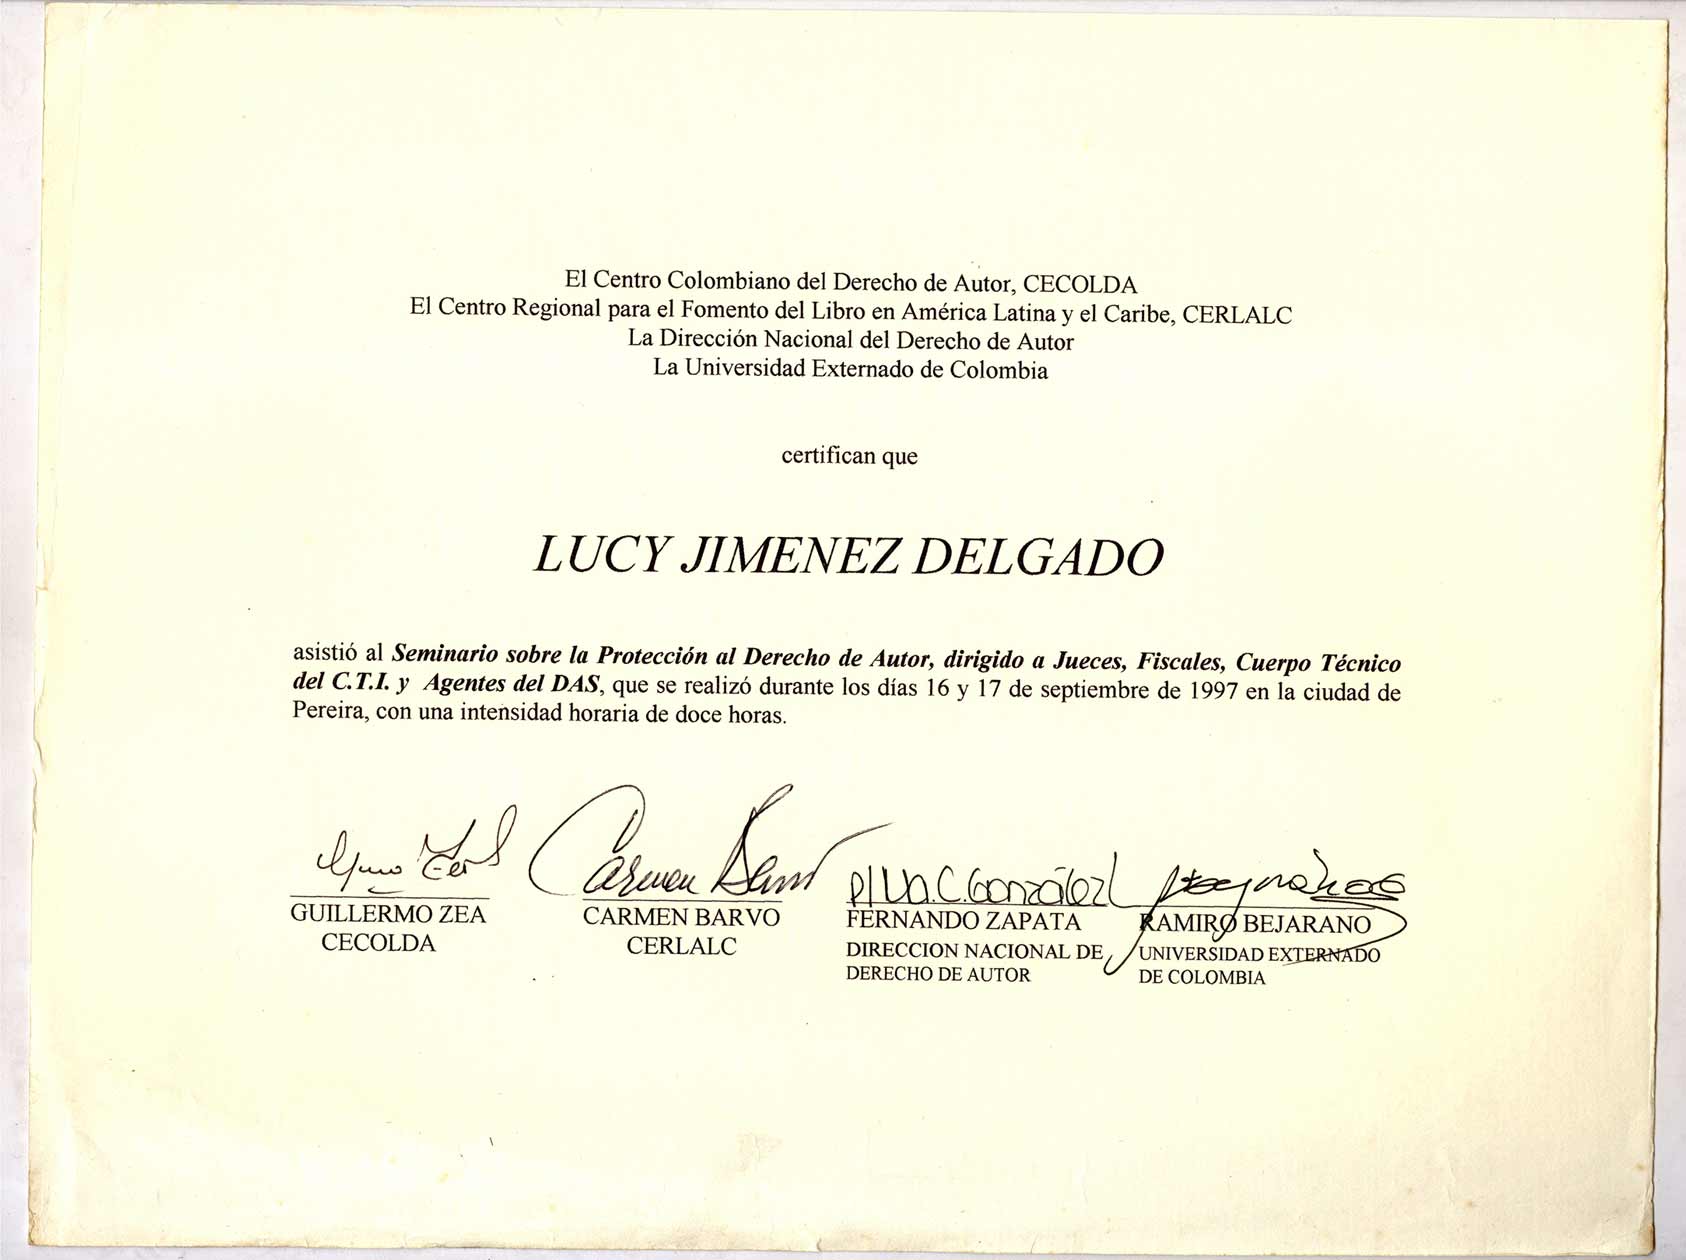 El Centro Colombiano del Derecho de Autor, CECOLDA
El Centro Regional para el Fomento del Libro en América Latina y el Caribe, CERLALC
La Dirección Nacional del Derecho de Autor
La Universidad Externado de Colombia
certifican que
LUCY JIMENEZ DELGADO
asistió al Seminario sobre la Protección al Derecho de Autor, dirigido a Jueces, Fiscales, Cuerpo Técnico
del C.T.I. y Agentes del DAS, que se realizó durante los días 16 y 17 de septiembre de 1997 en la ciudad de
Pereira, con una intensidad horaria de doce horas.
Carmen Barvo
C. González
GUILLERMO ZEA
CECOLDA
CARMEN BARVO
CERLALC
FERNANDO ZAPATA
DIRECCION NACIONAL DE
DERECHO DE AUTOR
RAMIRO BEJARANO
UNIVERSIDAD EXTERNADO
DE COLOMBIA